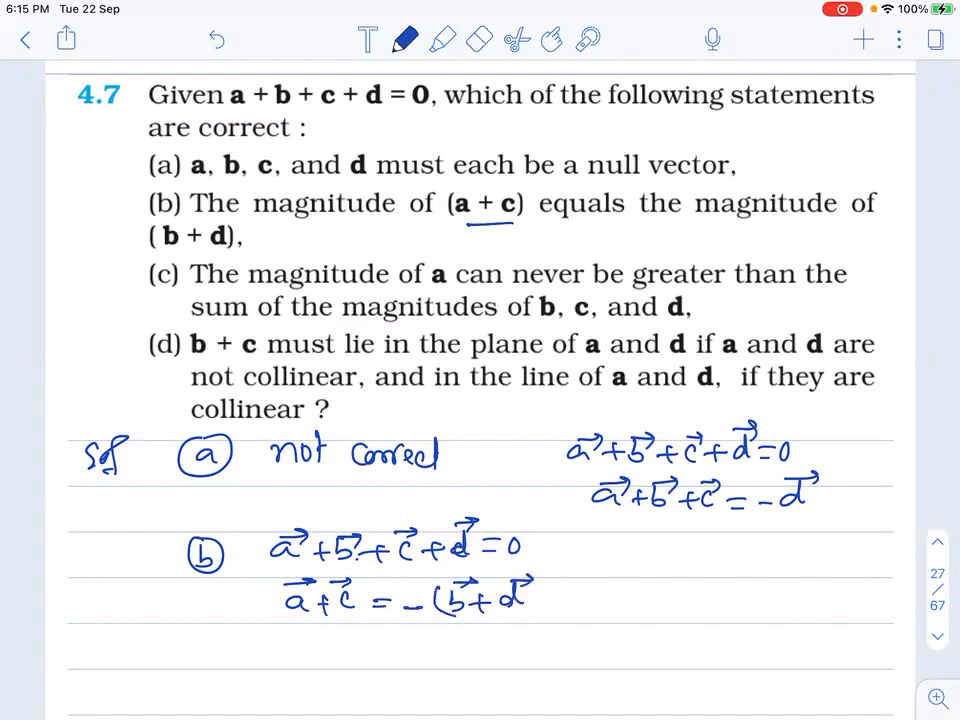 6:15 PM Tue 22 Sep
100%
T
4.7 Given a + b + c + d = 0, which of the following statements
are correct :
(a) a, b, c, and d must each be a null vector,
(b) The magnitude of (a + c) equals the magnitude of
( b + d),
(c) The magnitude of a can never be greater than the
sum of the magnitudes of b, c, and d,
(d) b + c must lie in the plane of a and d if a and d are
not collinear, and in the line of a and d, if they are
collinear ?
Sol (a) not correct
a⃗ + b⃗ + c⃗ + d⃗ = 0
a⃗ + b⃗ + c⃗ = - d⃗
(b) a⃗ + b⃗ + c⃗ + d⃗ = 0
a⃗ + c⃗ = - (b⃗ + d⃗
27
/
67